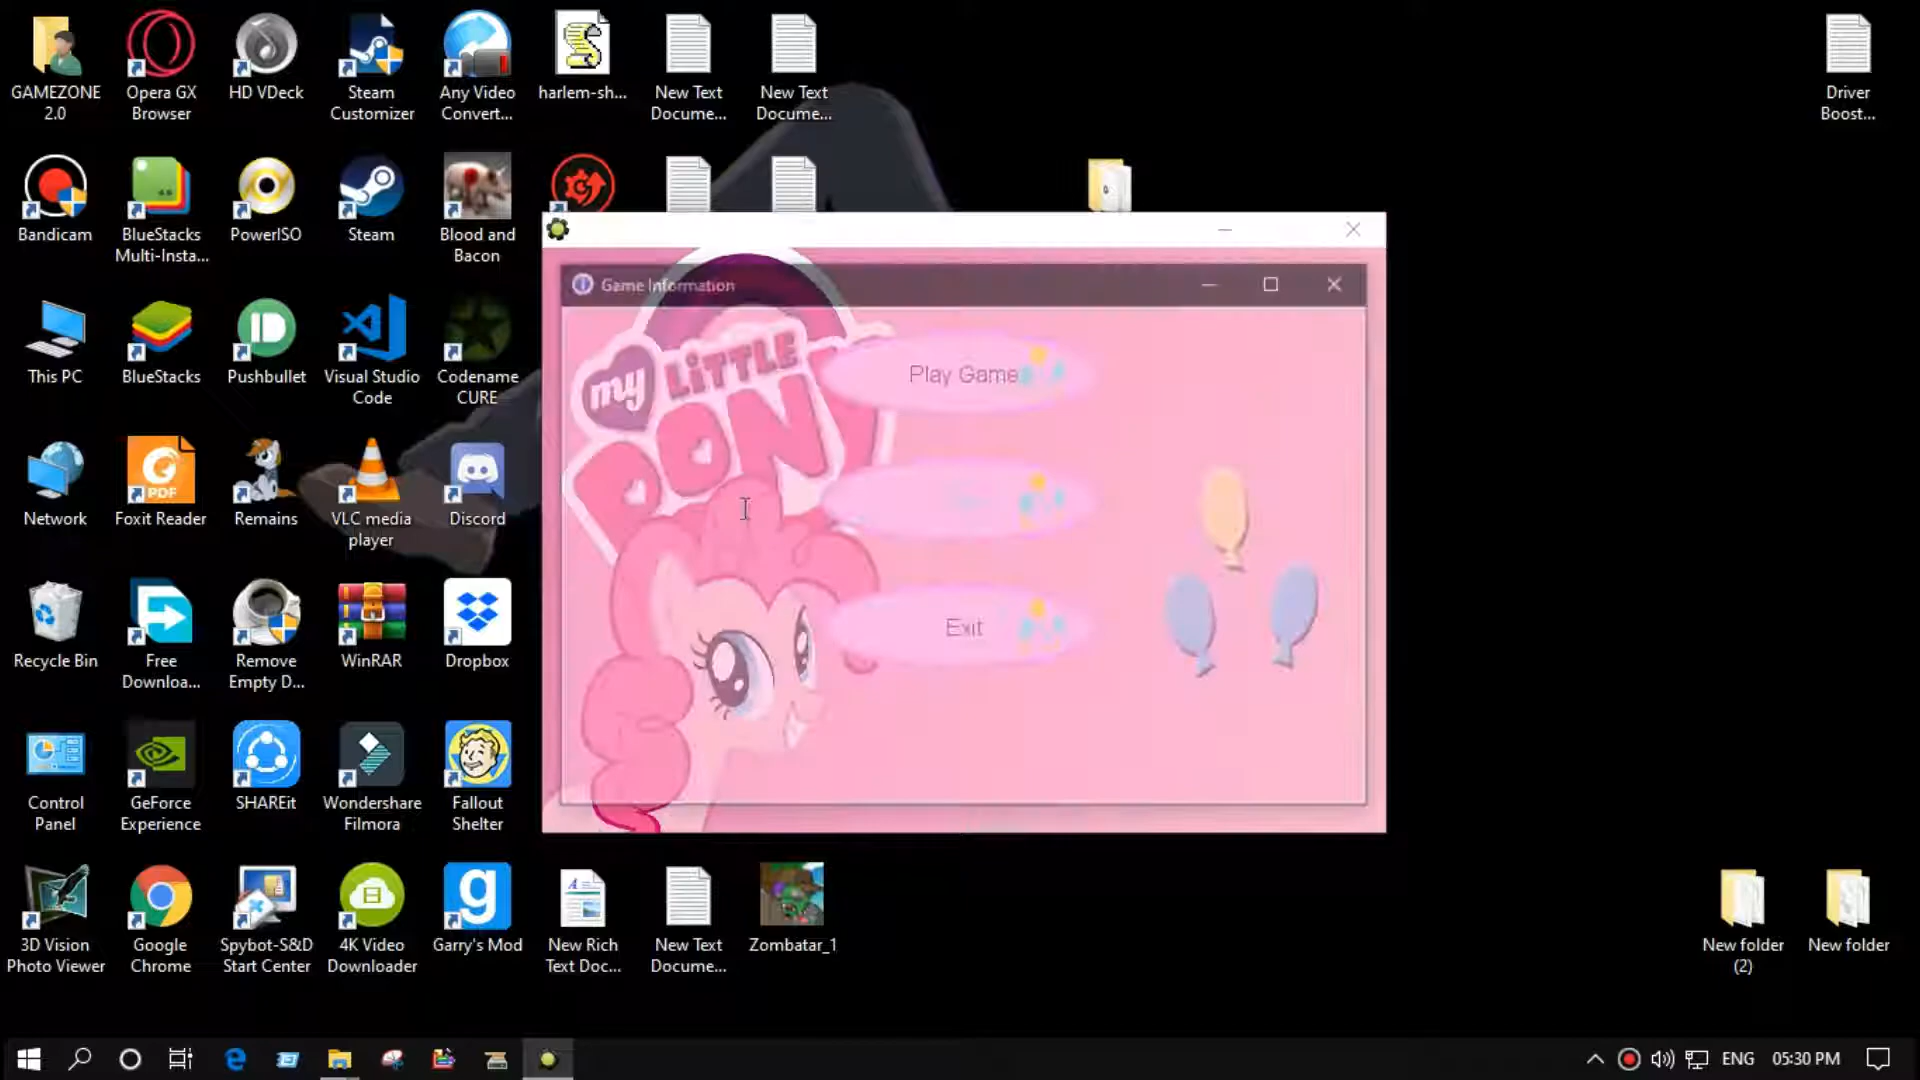 GAMEZONE
2.0
Opera GX
Browser
HD VDeck
Steam
Customizer
Any Video
Convert...
harlem-sh...
New Text
Docume...
New Text
Docume...
Driver
Boost...
Bandicam
BlueStacks
Multi-Insta...
PowerISO
Steam
Blood and
Bacon
Game Information
my LiTTLE
PONY
Play Game
Exit
This PC
BlueStacks
Pushbullet
Visual Studio
Code
Codename
CURE
Network
PDF
Foxit Reader
Remains
VLC media
player
Discord
Recycle Bin
Free
Downloa...
Remove
Empty D...
WinRAR
Dropbox
Control
Panel
GeForce
Experience
SHAREit
Wondershare
Filmora
Fallout
Shelter
3D Vision
Photo Viewer
Google
Chrome
Spybot-S&D
Start Center
4K Video
Downloader
g
Garry's Mod
New Rich
Text Doc...
New Text
Docume...
Zombatar_1
New folder
(2)
New folder
ENG
05:30 PM